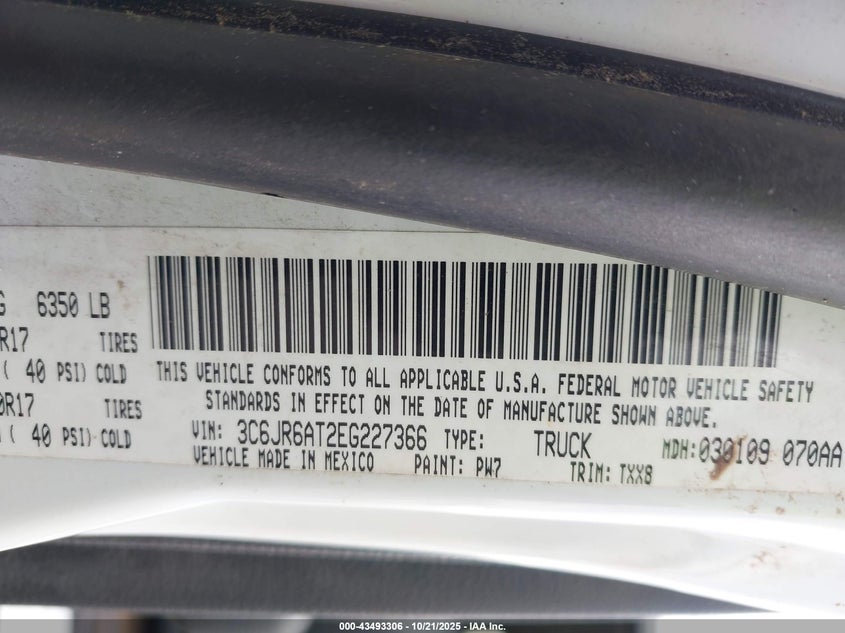 G 6350 LB
R17 TIRES
( 40 PSI) COLD
0R17 TIRES
( 40 PSI) COLD
THIS VEHICLE CONFORMS TO ALL APPLICABLE U.S.A. FEDERAL MOTOR VEHICLE SAFETY
STANDARDS IN EFFECT ON THE DATE OF MANUFACTURE SHOWN ABOVE.
VIN: 3C6JR6AT2EG227366 TYPE: TRUCK MDH:030109 070AA
VEHICLE MADE IN MEXICO PAINT: PW7 TRIM: TXX8
000-43493306 - 10/21/2025 - IAA Inc.